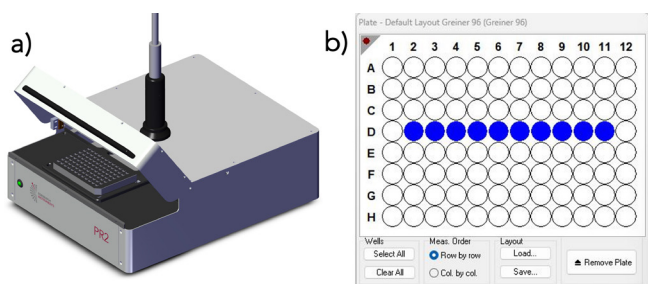 a)
PR2
b)
Plate - Default Layout Greiner 96 (Greiner 96)
1 2 3 4 5 6 7 8 9 10 11 12
A
B
C
D
E
F
G
H
Wells
Select All
Clear All
Meas. Order
Row by row
Col. by col.
Layout
Load...
Save...
Remove Plate